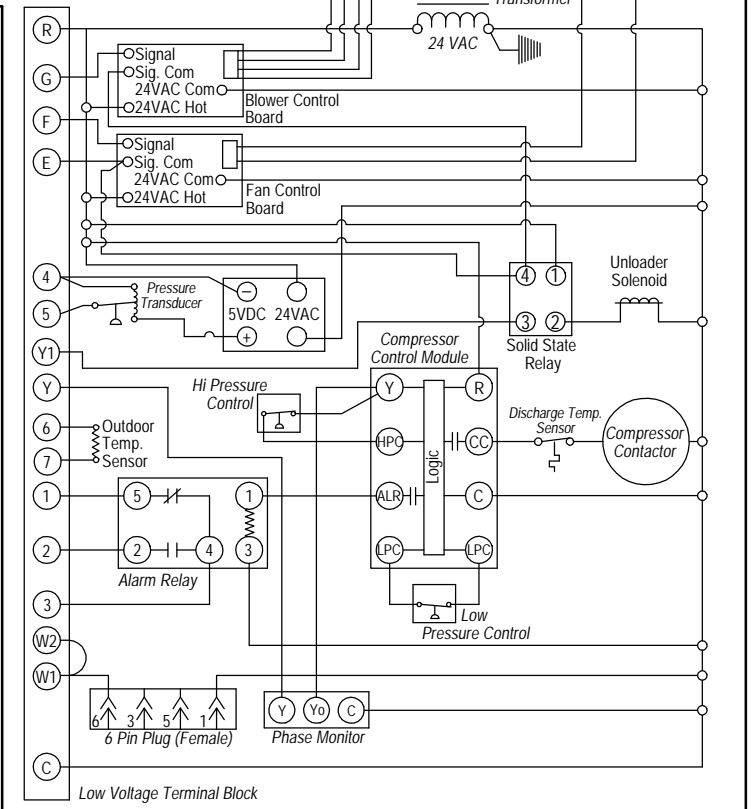 Transformer
R
24 VAC
Signal
G
Sig. Com
24VAC Com
24VAC Hot
Blower Control
Board
F
Signal
E
Sig. Com
24VAC Com
24VAC Hot
Fan Control
Board
4
Pressure
Transducer
5
5VDC 24VAC
4 1
3 2
Solid State
Relay
Unloader
Solenoid
Y1
Y
Hi Pressure
Control
Compressor
Control Module
Y
R
HPC
CC
ALR
C
LPC
LPC
Logic
Discharge Temp.
Sensor
Compressor
Contactor
6
7
Outdoor
Temp.
Sensor
1
5
1
2
2
4
3
Alarm Relay
3
Low
Pressure Control
W2
W1
6 3 5 1
6 Pin Plug (Female)
Y Yo C
Phase Monitor
C
Low Voltage Terminal Block